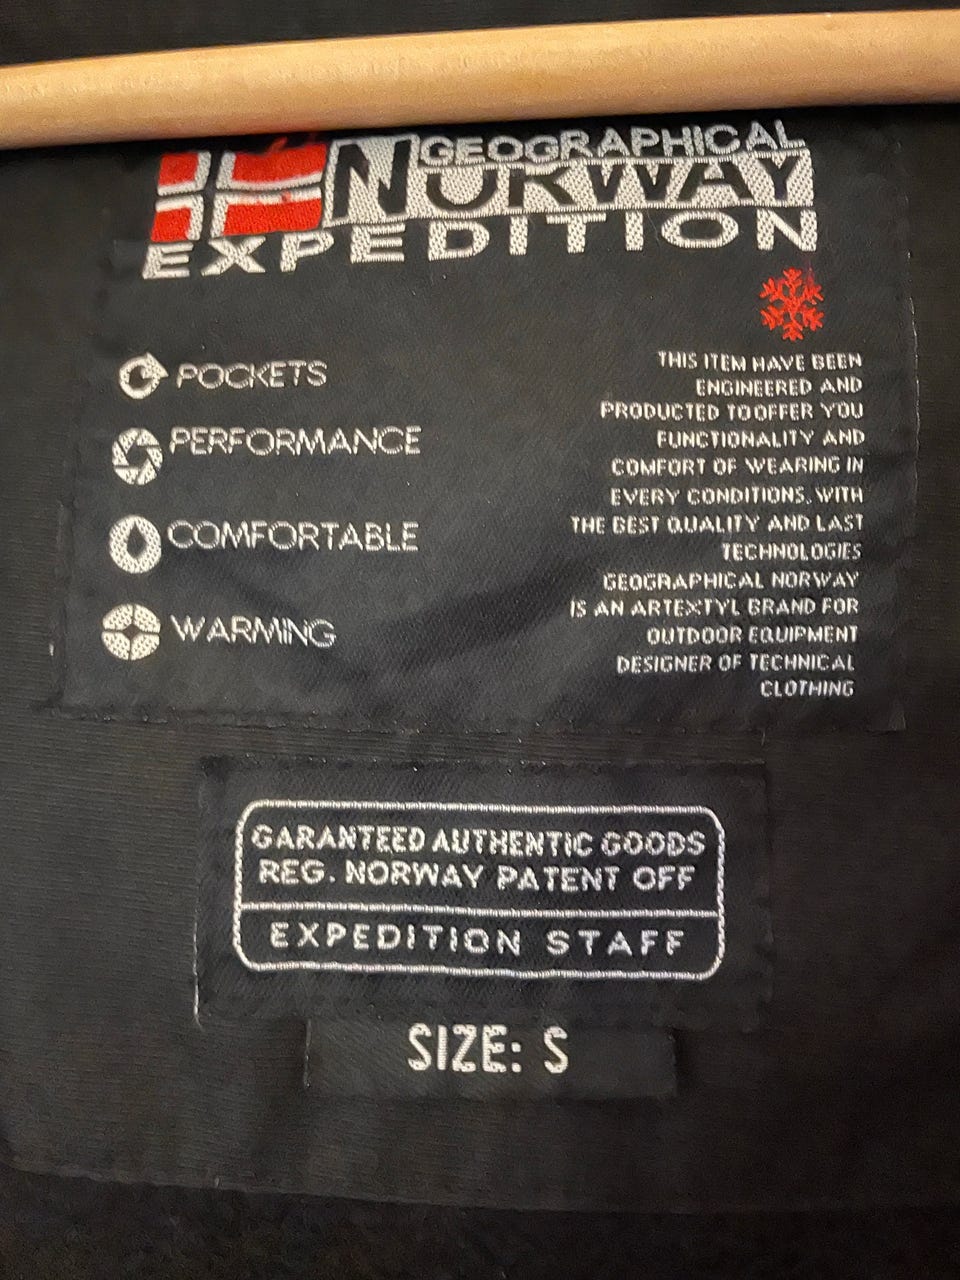 GEOGRAPHICAL
NORWAY
EXPEDITION
POCKETS
PERFORMANCE
COMFORTABLE
WARMING
THIS ITEM HAVE BEEN
ENGINEERED AND
PRODUCTED TO OFFER YOU
FUNCTIONALITY AND
COMFORT OF WEARING IN
EVERY CONDITIONS. WITH
THE BEST QUALITY AND LAST
TECHNOLOGIES
GEOGRAPHICAL NORWAY
IS AN ARTEXTYL BRAND FOR
OUTDOOR EQUIPMENT
DESIGNER OF TECHNICAL
CLOTHING
GARANTEED AUTHENTIC GOODS
REG. NORWAY PATENT OFF
EXPEDITION STAFF
SIZE: S